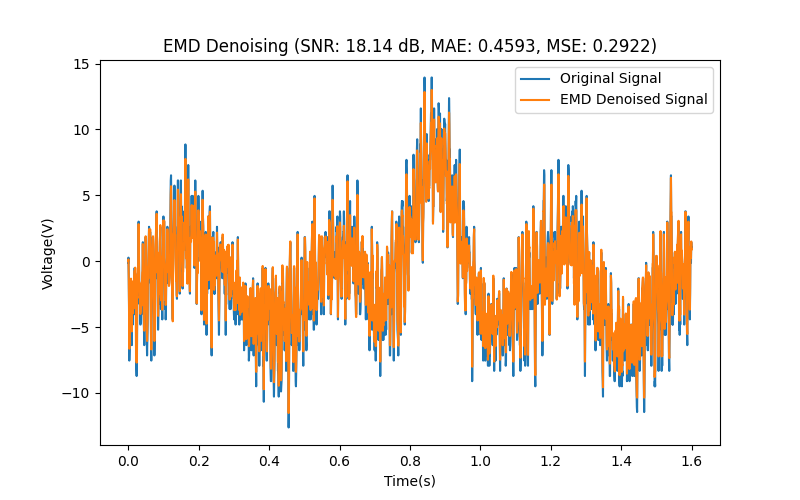 EMD Denoising (SNR: 18.14 dB, MAE: 0.4593, MSE: 0.2922)
Original Signal
EMD Denoised Signal
15
10
5
0
−5
−10
Voltage(V)
0.0 0.2 0.4 0.6 0.8 1.0 1.2 1.4 1.6
Time(s)